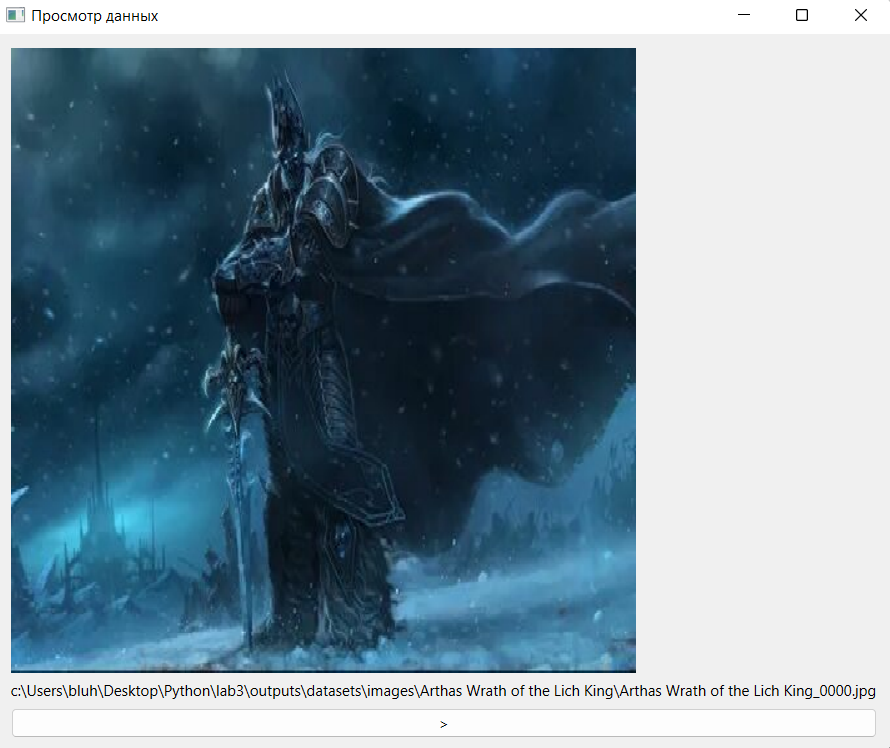 Просмотр данных
c:\Users\bluh\Desktop\Python\lab3\outputs\datasets\images\Arthas Wrath of the Lich King\Arthas Wrath of the Lich King_0000.jpg
>